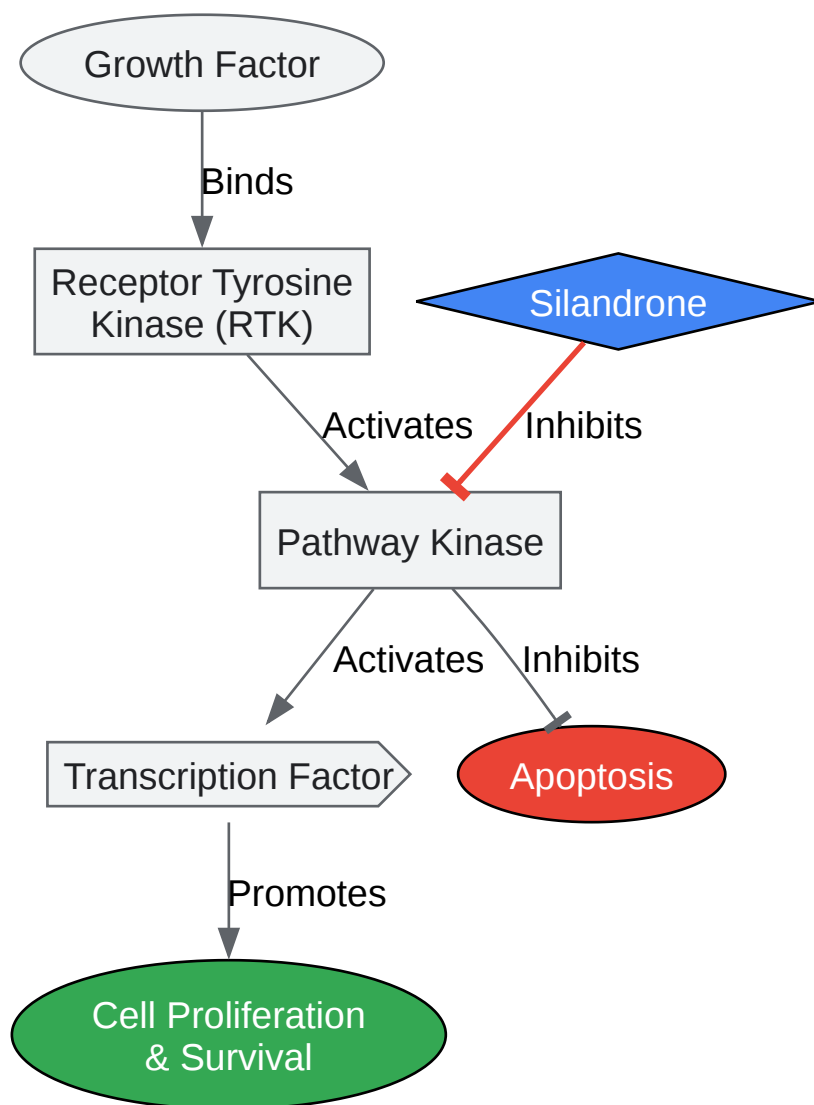 Growth Factor
Binds
Receptor Tyrosine
Kinase (RTK)
Silandrone
Activates
Inhibits
Pathway Kinase
Activates
Inhibits
Transcription Factor
Apoptosis
Promotes
Cell Proliferation
& Survival